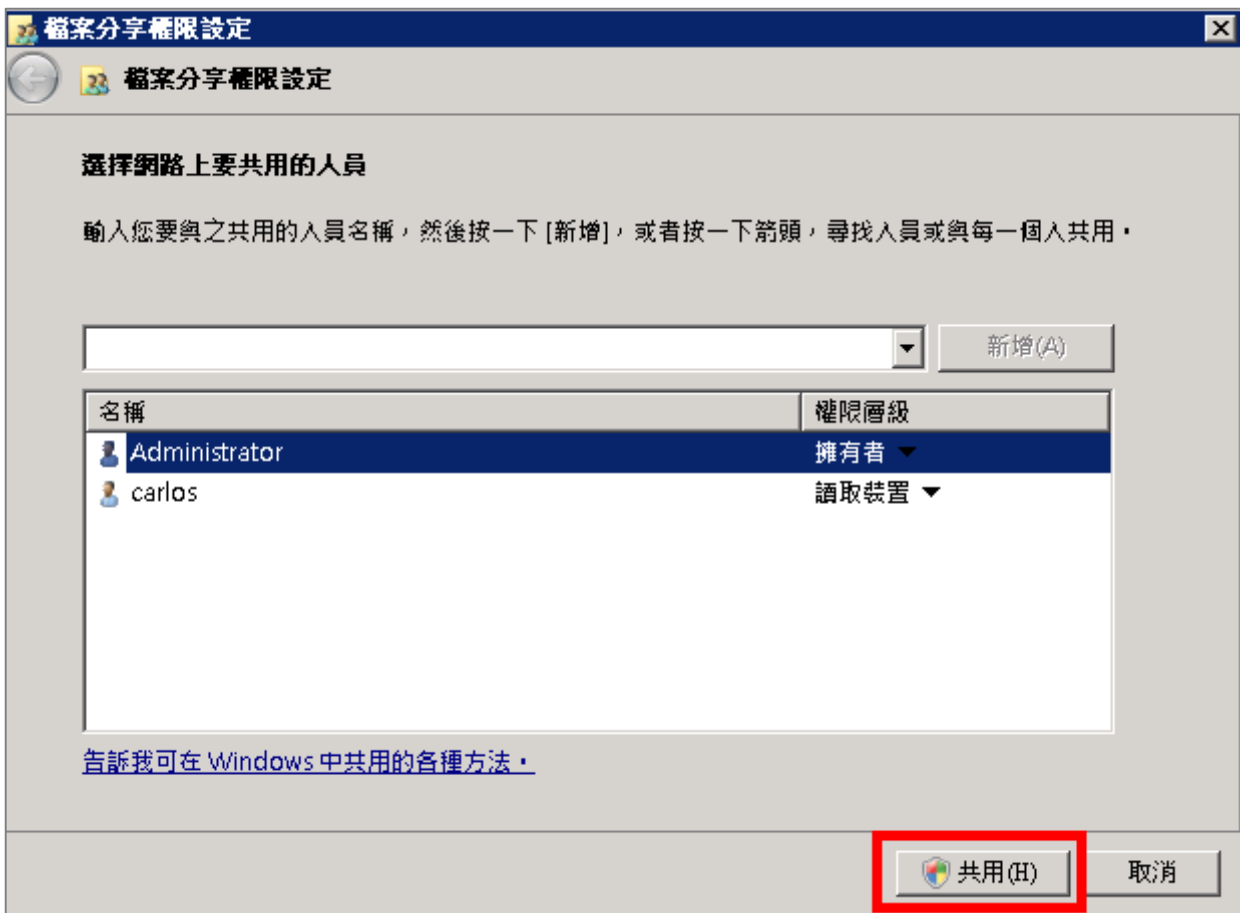 檔案分享權限設定
檔案分享權限設定
選擇網路上要共用的人員
輸入您要與之共用的人員名稱，然後按一下 [新增]，或者按一下箭頭，尋找人員或與每一個人共用。
新增(A)
名稱 權限層級
Administrator 擁有者
carlos 讀取裝置
告訴我可在 Windows 中共用的各種方法。
共用(H) 取消